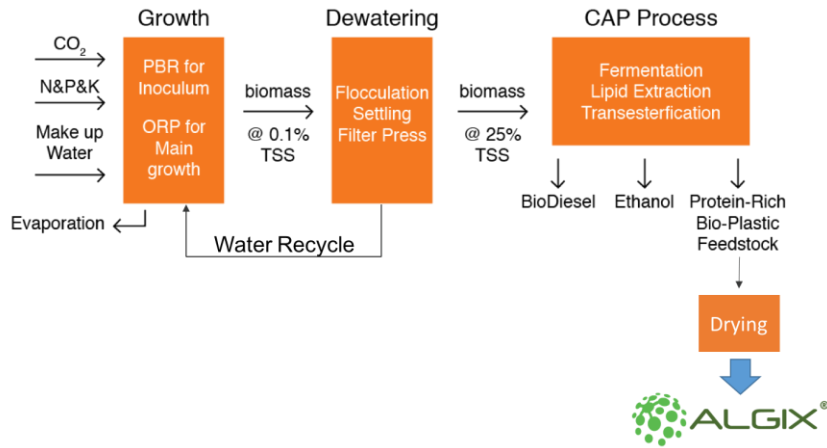 Growth
Dewatering
CAP Process
CO2
N&P&K
Make up
Water
Evaporation
PBR for
Inoculum
ORP for
Main
growth
biomass
@ 0.1%
TSS
Flocculation
Settling
Filter Press
Water Recycle
biomass
@ 25%
TSS
Fermentation
Lipid Extraction
Transesterfication
BioDiesel
Ethanol
Protein-Rich
Bio-Plastic
Feedstock
Drying
ALGIX®